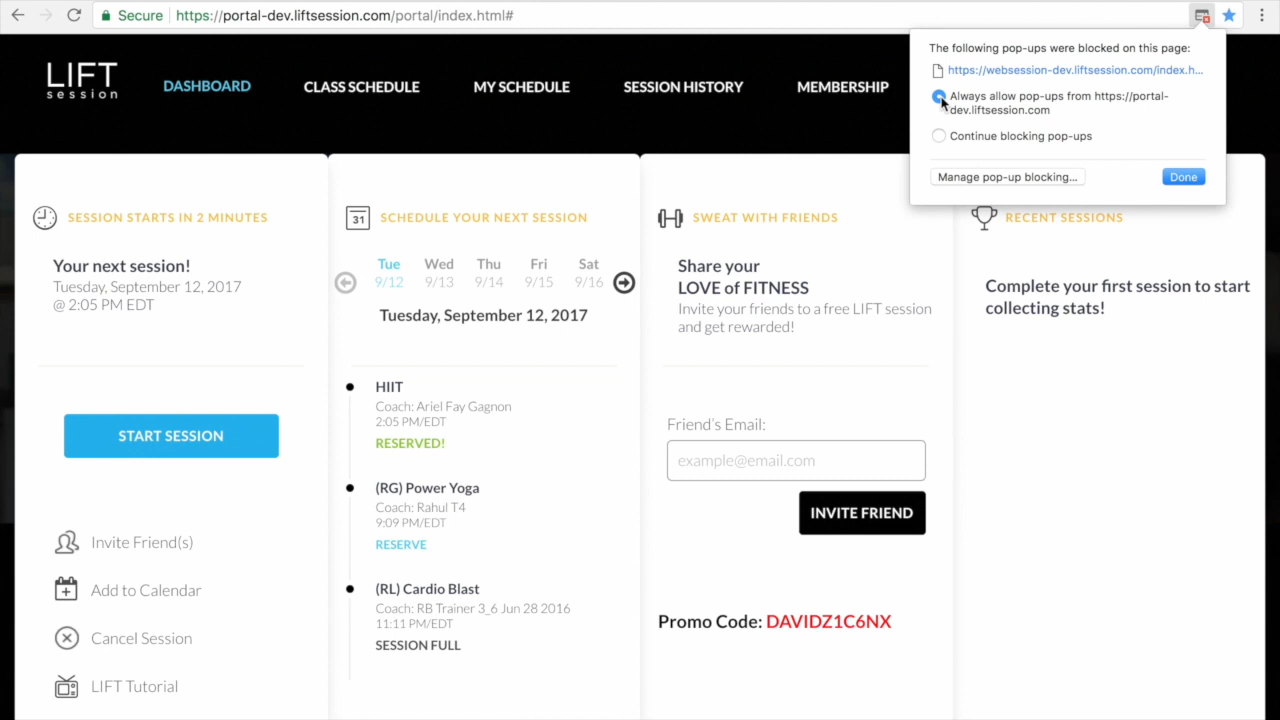 Secure https://portal-dev.liftsession.com/portal/index.html#
The following pop-ups were blocked on this page:
https://websession-dev.liftsession.com/index.h...
Always allow pop-ups from https://portal-
dev.liftsession.com
Continue blocking pop-ups
Manage pop-up blocking...
Done
LIFT
session
DASHBOARD
CLASS SCHEDULE
MY SCHEDULE
SESSION HISTORY
MEMBERSHIP
SESSION STARTS IN 2 MINUTES
Your next session!
Tuesday, September 12, 2017
@ 2:05 PM EDT
START SESSION
Invite Friend(s)
Add to Calendar
Cancel Session
LIFT Tutorial
31
SCHEDULE YOUR NEXT SESSION
Tue Wed Thu Fri Sat
9/12 9/13 9/14 9/15 9/16
Tuesday, September 12, 2017
HIIT
Coach: Ariel Fay Gagnon
2:05 PM/EDT
RESERVED!
(RG) Power Yoga
Coach: Rahul T4
9:09 PM/EDT
RESERVE
(RL) Cardio Blast
Coach: RB Trainer 3_6 Jun 28 2016
11:11 PM/EDT
SESSION FULL
SWEAT WITH FRIENDS
Share your
LOVE of FITNESS
Invite your friends to a free LIFT session
and get rewarded!
Friend's Email:
example@email.com
INVITE FRIEND
Promo Code: DAVIDZ1C6NX
RECENT SESSIONS
Complete your first session to start
collecting stats!